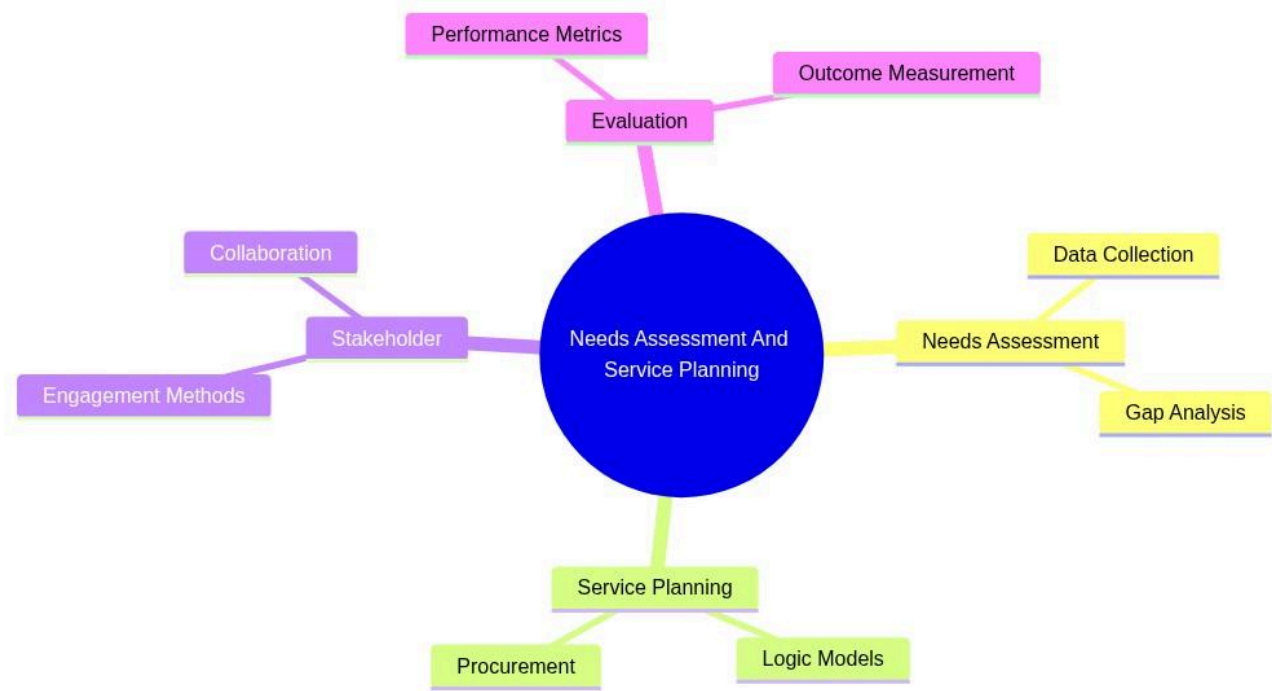 Performance Metrics
Outcome Measurement
Evaluation
Collaboration
Data Collection
Stakeholder
Needs Assessment And
Service Planning
Needs Assessment
Engagement Methods
Gap Analysis
Service Planning
Procurement
Logic Models